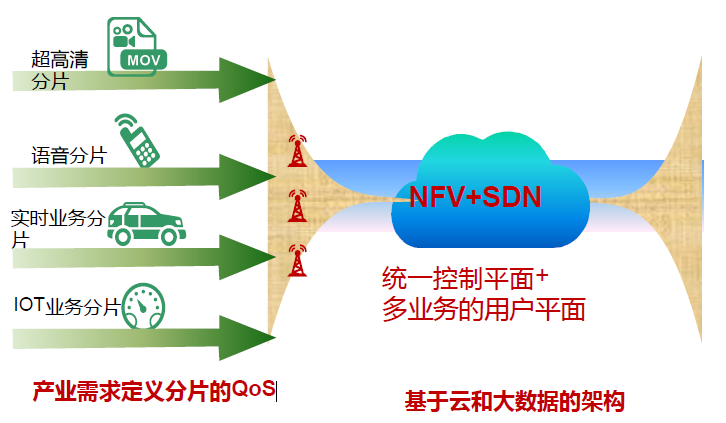 超高清
分片
MOV
语音分片
实时业务分
片
IOT业务分片
产业需求定义分片的QoS
NFV+SDN
统一控制平面+
多业务的用户平面
基于云和大数据的架构